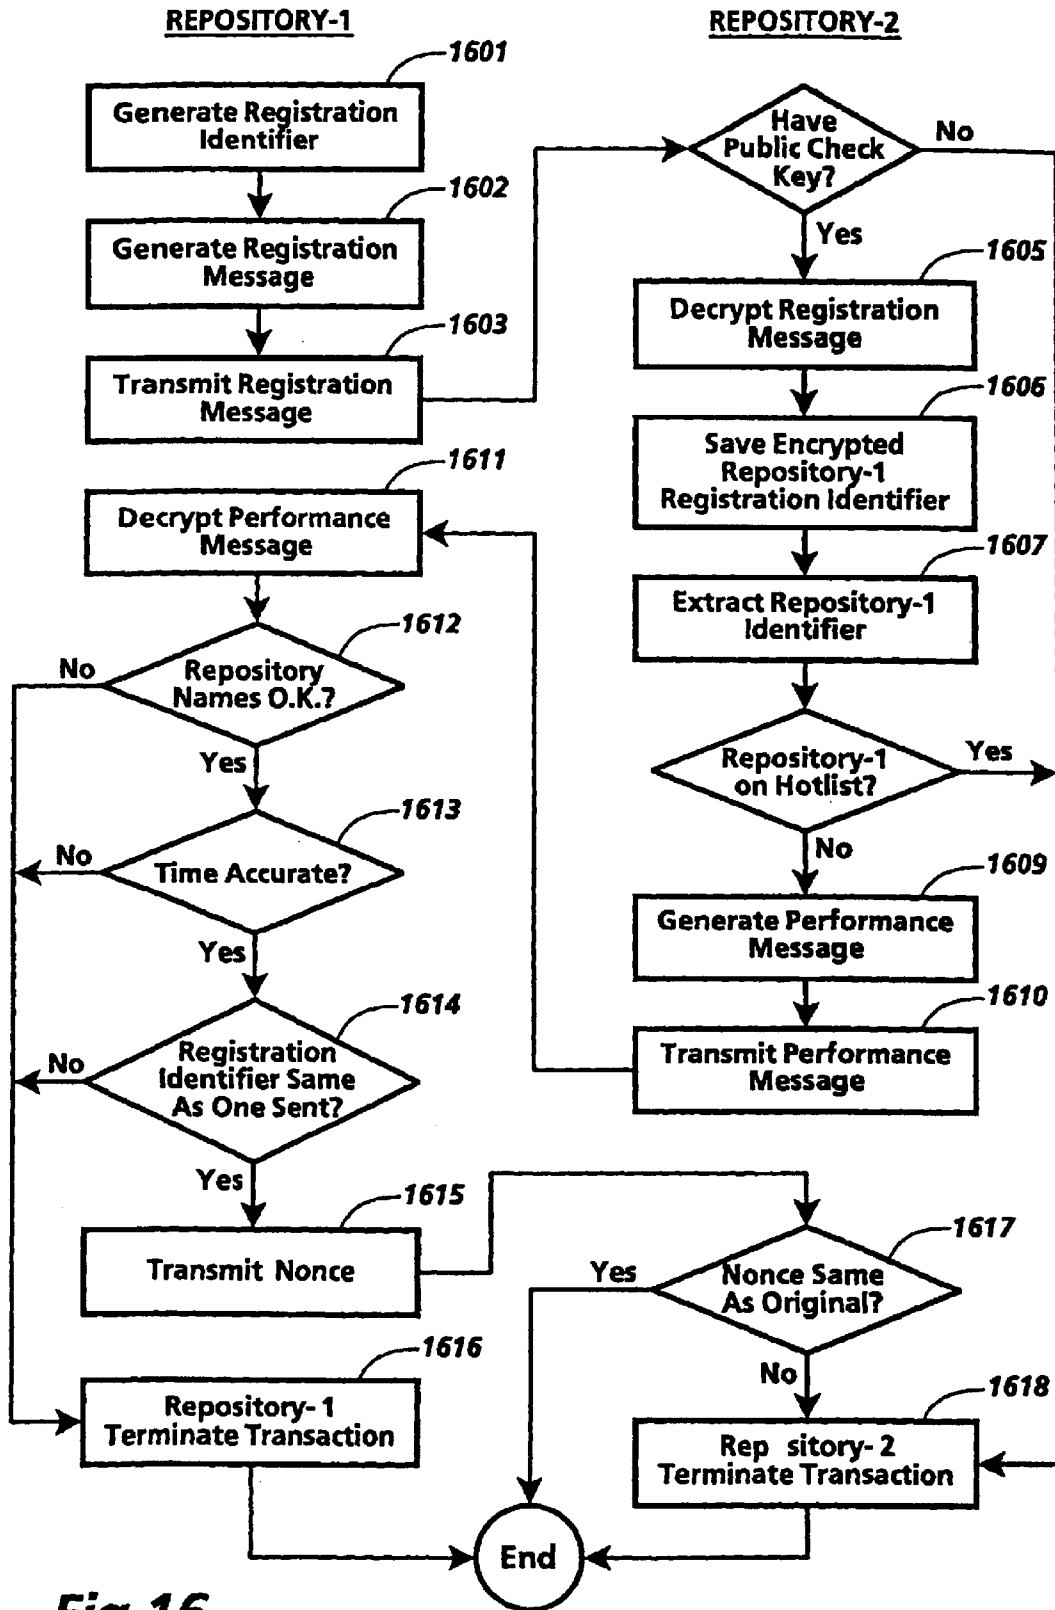 REPOSITORY-1
REPOSITORY-2
1601
Generate Registration
Identifier
1602
Generate Registration
Message
1603
Transmit Registration
Message
Have
Public Check
Key?
No
Yes
1605
Decrypt Registration
Message
1606
Save Encrypted
Repository-1
Registration Identifier
1607
Extract Repository-1
Identifier
Repository-1
on Hotlist?
Yes
No
1609
Generate Performance
Message
1610
Transmit Performance
Message
1611
Decrypt Performance
Message
1612
Repository
Names O.K.?
No
Yes
1613
Time Accurate?
No
Yes
1614
Registration
Identifier Same
As One Sent?
No
Yes
1615
Transmit Nonce
1616
Repository-1
Terminate Transaction
1617
Nonce Same
As Original?
Yes
No
1618
Rep sitory-2
Terminate Transaction
End
Fig.16